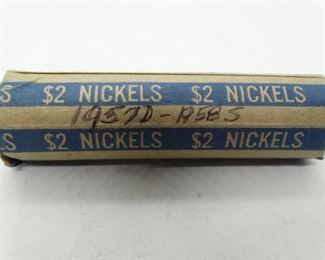 S $2 NICKELS $2 NICKELS
1957D-
LS $2 NICKELS $2 NICKELS